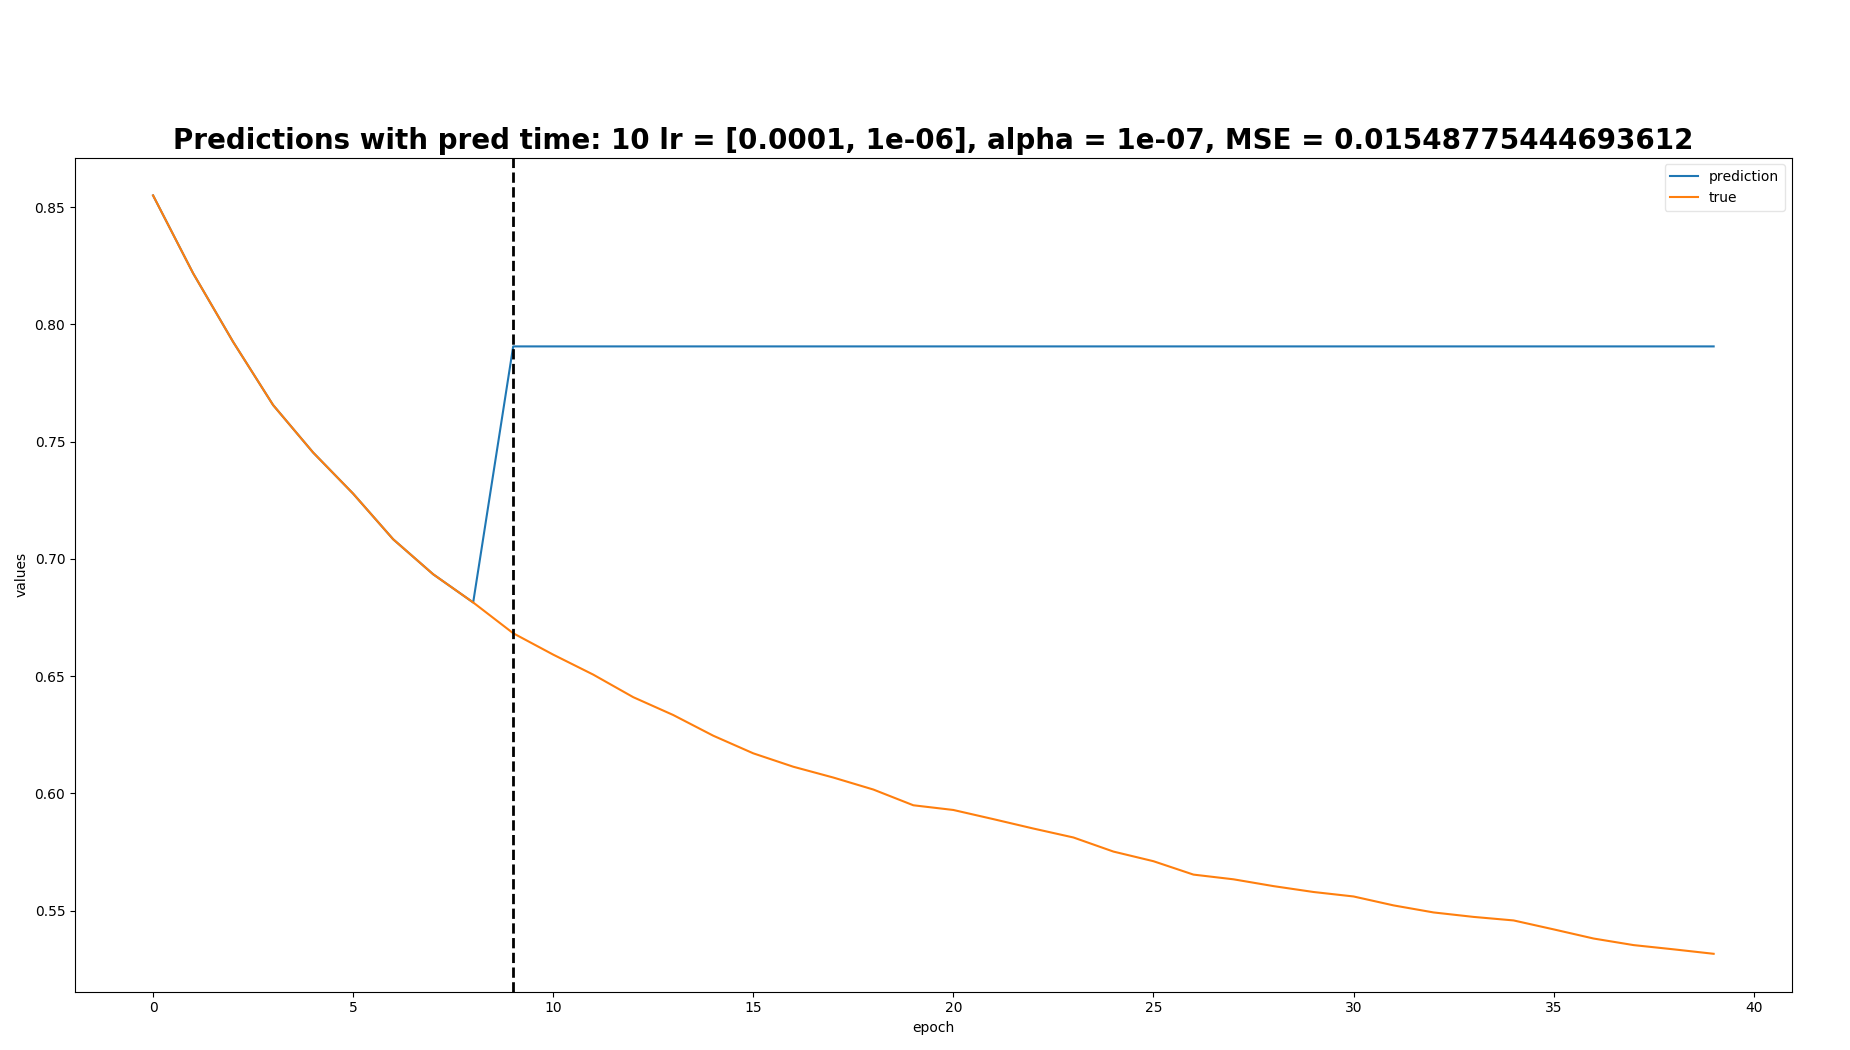 Predictions with pred time: 10 lr = [0.0001, 1e-06], alpha = 1e-07, MSE = 0.01548775444693612
prediction
true
0.85
0.80
0.75
0.70
0.65
0.60
0.55
values
0 5 10 15 20 25 30 35 40
epoch